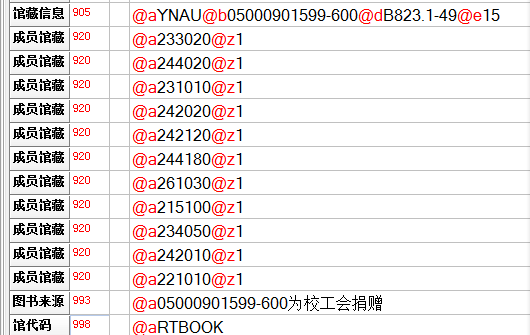 馆藏信息 905 @aYNAU@b05000901599-600@dB823.1-49@e15
成员馆藏 920 @a233020@z1
成员馆藏 920 @a244020@z1
成员馆藏 920 @a231010@z1
成员馆藏 920 @a242020@z1
成员馆藏 920 @a242120@z1
成员馆藏 920 @a244180@z1
成员馆藏 920 @a261030@z1
成员馆藏 920 @a215100@z1
成员馆藏 920 @a234050@z1
成员馆藏 920 @a242010@z1
成员馆藏 920 @a221010@z1
图书来源 993 @a05000901599-600为校工会捐赠
馆代码 998 @aRTBOOK